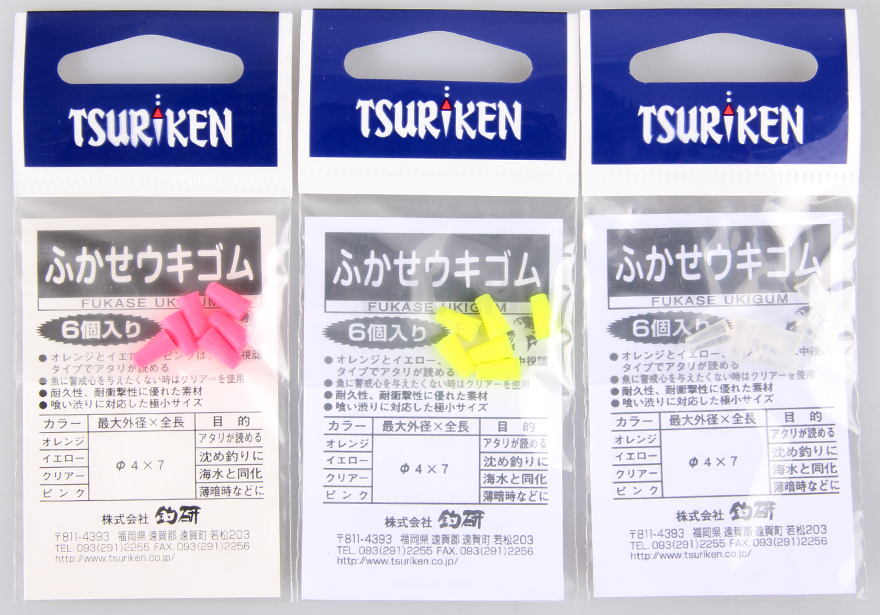 TSURiKEN
ふかせウキゴム
FUKASE UKIGUM
6個入り
●オレンジとイエロー、ピンクは、中視認
タイプでアタリが読める
●魚に警戒心を与えたくない時はクリアーを使用
●耐久性、耐衝撃性に優れた素材
●喰い渋りに対応した極小サイズ
カラー 最大外径×全長 目的
オレンジ アタリが読める
イエロー 沈め釣りに
φ4×7
クリアー 海水と同化
ピンク 薄暗時などに
株式会社 釣研
〒811-4393 福岡県 遠賀郡 遠賀町 若松203
TEL. 093(291)2255 FAX. 093(291)2256
http://www.tsuriken.co.jp/
TSURiKEN
ふかせウキゴム
FUKASE UKIGUM
6個入り
●オレンジとイエロー、中視認
タイプでアタリが読める
●魚に警戒心を与えたくない時はクリアーを使用
●耐久性、耐衝撃性に優れた素材
●喰い渋りに対応した極小サイズ
カラー 最大外径×全長 目的
オレンジ アタリが読める
イエロー 沈め釣りに
φ4×7
クリアー 海水と同化
ピンク 薄暗時などに
株式会社 釣研
〒811-4393 福岡県 遠賀郡 遠賀町 若松203
TEL. 093(291)2255 FAX. 093(291)2256
http://www.tsuriken.co.jp/
TSURiKEN
ふかせウキゴム
FUKASE UKIGUM
6個入り
●オレンジとイエロー、中視認
タイプでアタリが読める
●魚に警戒心を与えたくない時はクリアーを使用
●耐久性、耐衝撃性に優れた素材
●喰い渋りに対応した極小サイズ
カラー 最大外径×全長 目的
オレンジ アタリが読める
イエロー 沈め釣りに
φ4×7
クリアー 海水と同化
ピンク 薄暗時などに
株式会社 釣研
〒811-4393 福岡県 遠賀郡 遠賀町 若松203
TEL. 093(291)2255 FAX. 093(291)2256
http://www.tsuriken.co.jp/